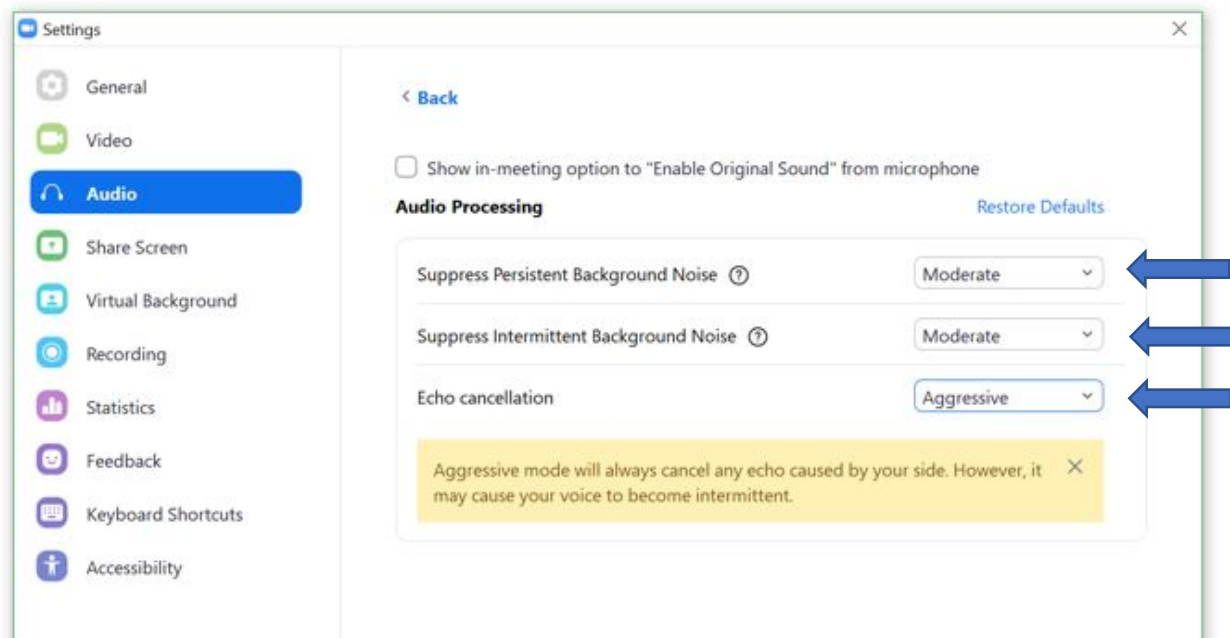 Settings
General
Video
Audio
Share Screen
Virtual Background
Recording
Statistics
Feedback
Keyboard Shortcuts
Accessibility
Back
Show in-meeting option to "Enable Original Sound" from microphone
Audio Processing Restore Defaults
Suppress Persistent Background Noise Moderate
Suppress Intermittent Background Noise Moderate
Echo cancellation Aggressive
Aggressive mode will always cancel any echo caused by your side. However, it
may cause your voice to become intermittent.